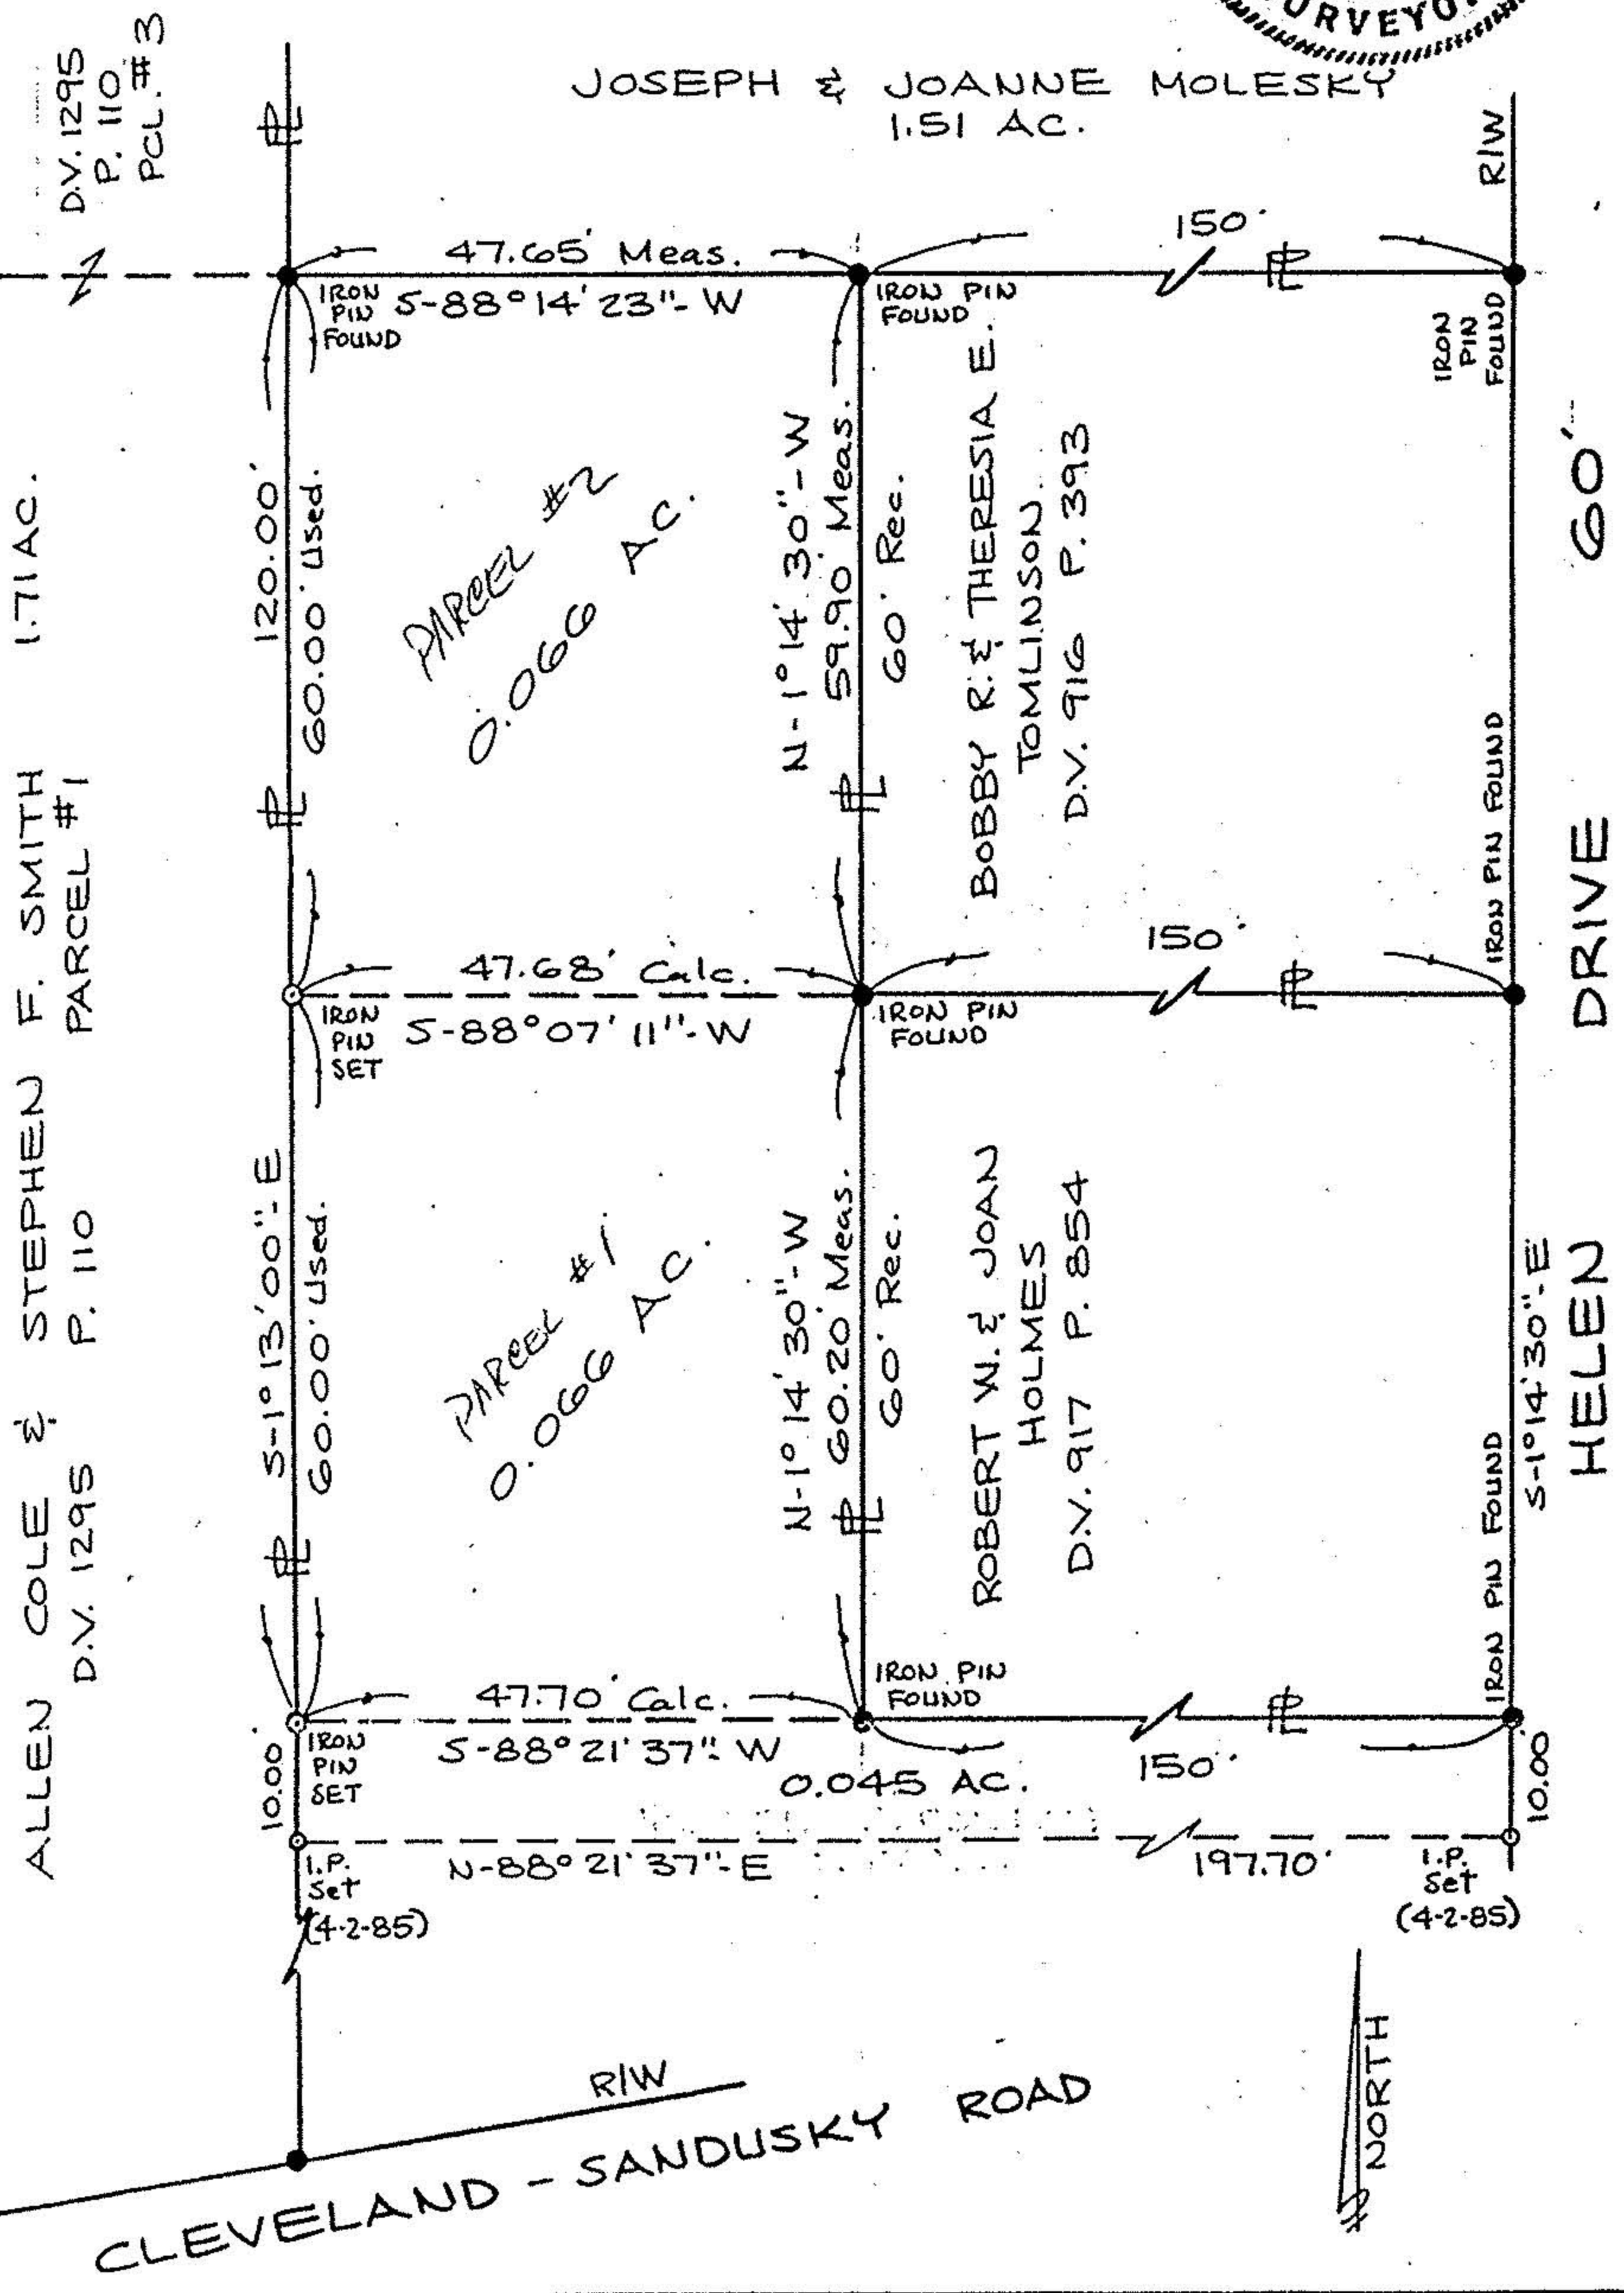 SURVEYOR
D.V. 1295
P. 110
PCL. #3
JOSEPH & JOANNE MOLESKY
1.51 AC.
R/W
47.65' Meas.
S-88°14'23"-W
150'
IRON
PIN
FOUND
IRON PIN
FOUND
IRON
PIN
FOUND
120.00'
60.00' Used.
PARCEL #2
0.066 AC.
N-1°14'30"-W
59.90' Meas.
60' Rec.
BOBBY R. & THERESIA E.
TOMLINSON
D.V. 916 P. 393
IRON PIN FOUND
47.68' Calc.
S-88°07'11"-W
150'
IRON
PIN
SET
IRON PIN
FOUND
ALLEN COLE & STEPHEN F. SMITH 1.71 AC.
D.V. 1295 P. 110 PARCEL #1
S-1°13'00"-E
60.00' Used.
PARCEL #1
0.066 AC.
N-1°14'30"-W
60.20' Meas.
60' Rec.
ROBERT W. & JOAN
HOLMES
D.V. 917 P. 854
IRON PIN FOUND
S-1°14'30"-E
HELEN DRIVE 60'
47.70' Calc.
S-88°21'37"-W
IRON PIN
FOUND
IRON
PIN
SET
10.00
0.045 AC.
150'
10.00
N-88°21'37"-E
197.70'
I.P.
Set
(4-2-85)
I.P.
Set
(4-2-85)
R/W
CLEVELAND - SANDUSKY ROAD
NORTH